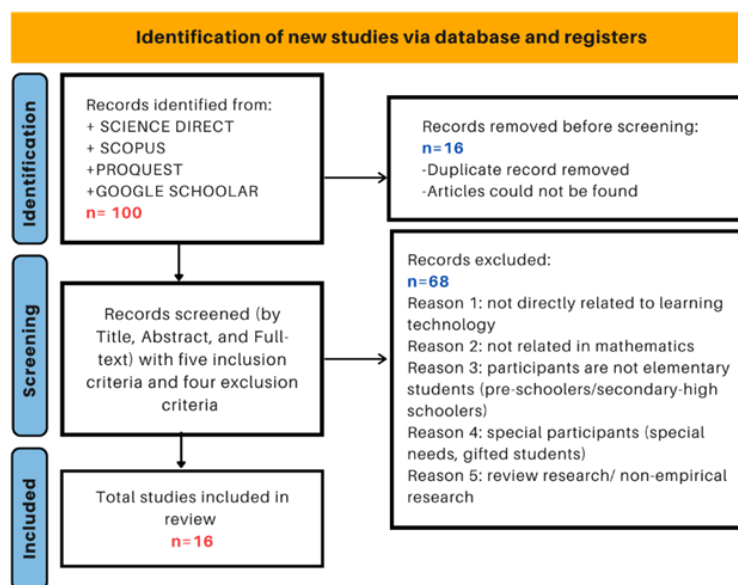 Identification of new studies via database and registers
Identification
Records identified from:
+ SCIENCE DIRECT
+ SCOPUS
+PROQUEST
+GOOGLE SCHOOLAR
n= 100
Records removed before screening:
n=16
-Duplicate record removed
-Articles could not be found
Screening
Records screened (by
Title, Abstract, and Full-
text) with five inclusion
criteria and four exclusion
criteria
Records excluded:
n=68
Reason 1: not directly related to learning
technology
Reason 2: not related in mathematics
Reason 3: participants are not elementary
students (pre-schoolers/secondary-high
schoolers)
Reason 4: special participants (special
needs, gifted students)
Reason 5: review research/ non-empirical
research
Included
Total studies included in
review
n=16